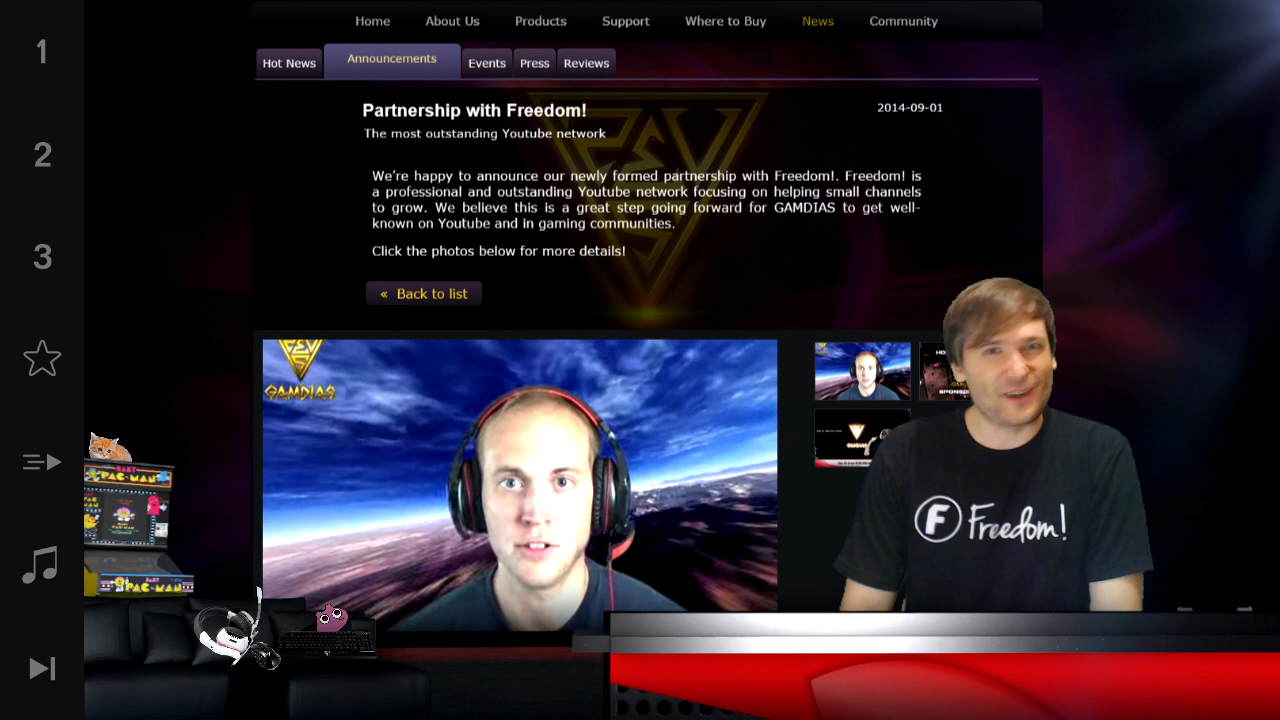 1
2
3
Home About Us Products Support Where to Buy News Community
Hot News Announcements Events Press Reviews
Partnership with Freedom! 2014-09-01
The most outstanding Youtube network
We're happy to announce our newly formed partnership with Freedom!. Freedom! is
a professional and outstanding Youtube network focusing on helping small channels
to grow. We believe this is a great step going forward for GAMDIAS to get well-
known on Youtube and in gaming communities.
Click the photos below for more details!
« Back to list
GAMDIAS
GAMDIAS
F Freedom!
BABY
PAC-MAN
BABY
PAC-MAN